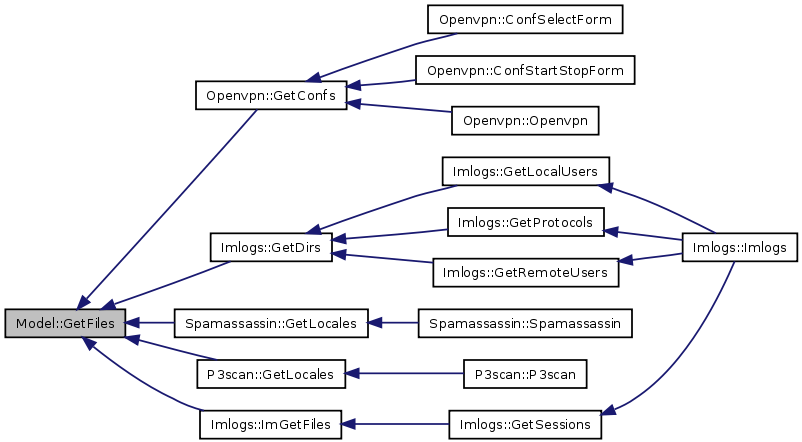 Openvpn::ConfSelectForm
Openvpn::ConfStartStopForm
Openvpn::GetConfs
Openvpn::Openvpn
Imlogs::GetLocalUsers
Imlogs::GetProtocols
Imlogs::GetDirs
Imlogs::Imlogs
Imlogs::GetRemoteUsers
Model::GetFiles
Spamassassin::GetLocales
Spamassassin::Spamassassin
P3scan::GetLocales
P3scan::P3scan
Imlogs::ImGetFiles
Imlogs::GetSessions